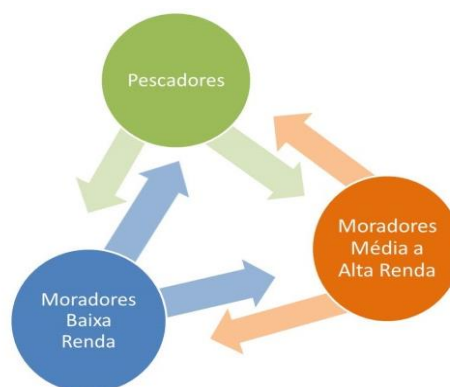 Pescadores
Moradores
Média a
Alta Renda
Moradores
Baixa
Renda